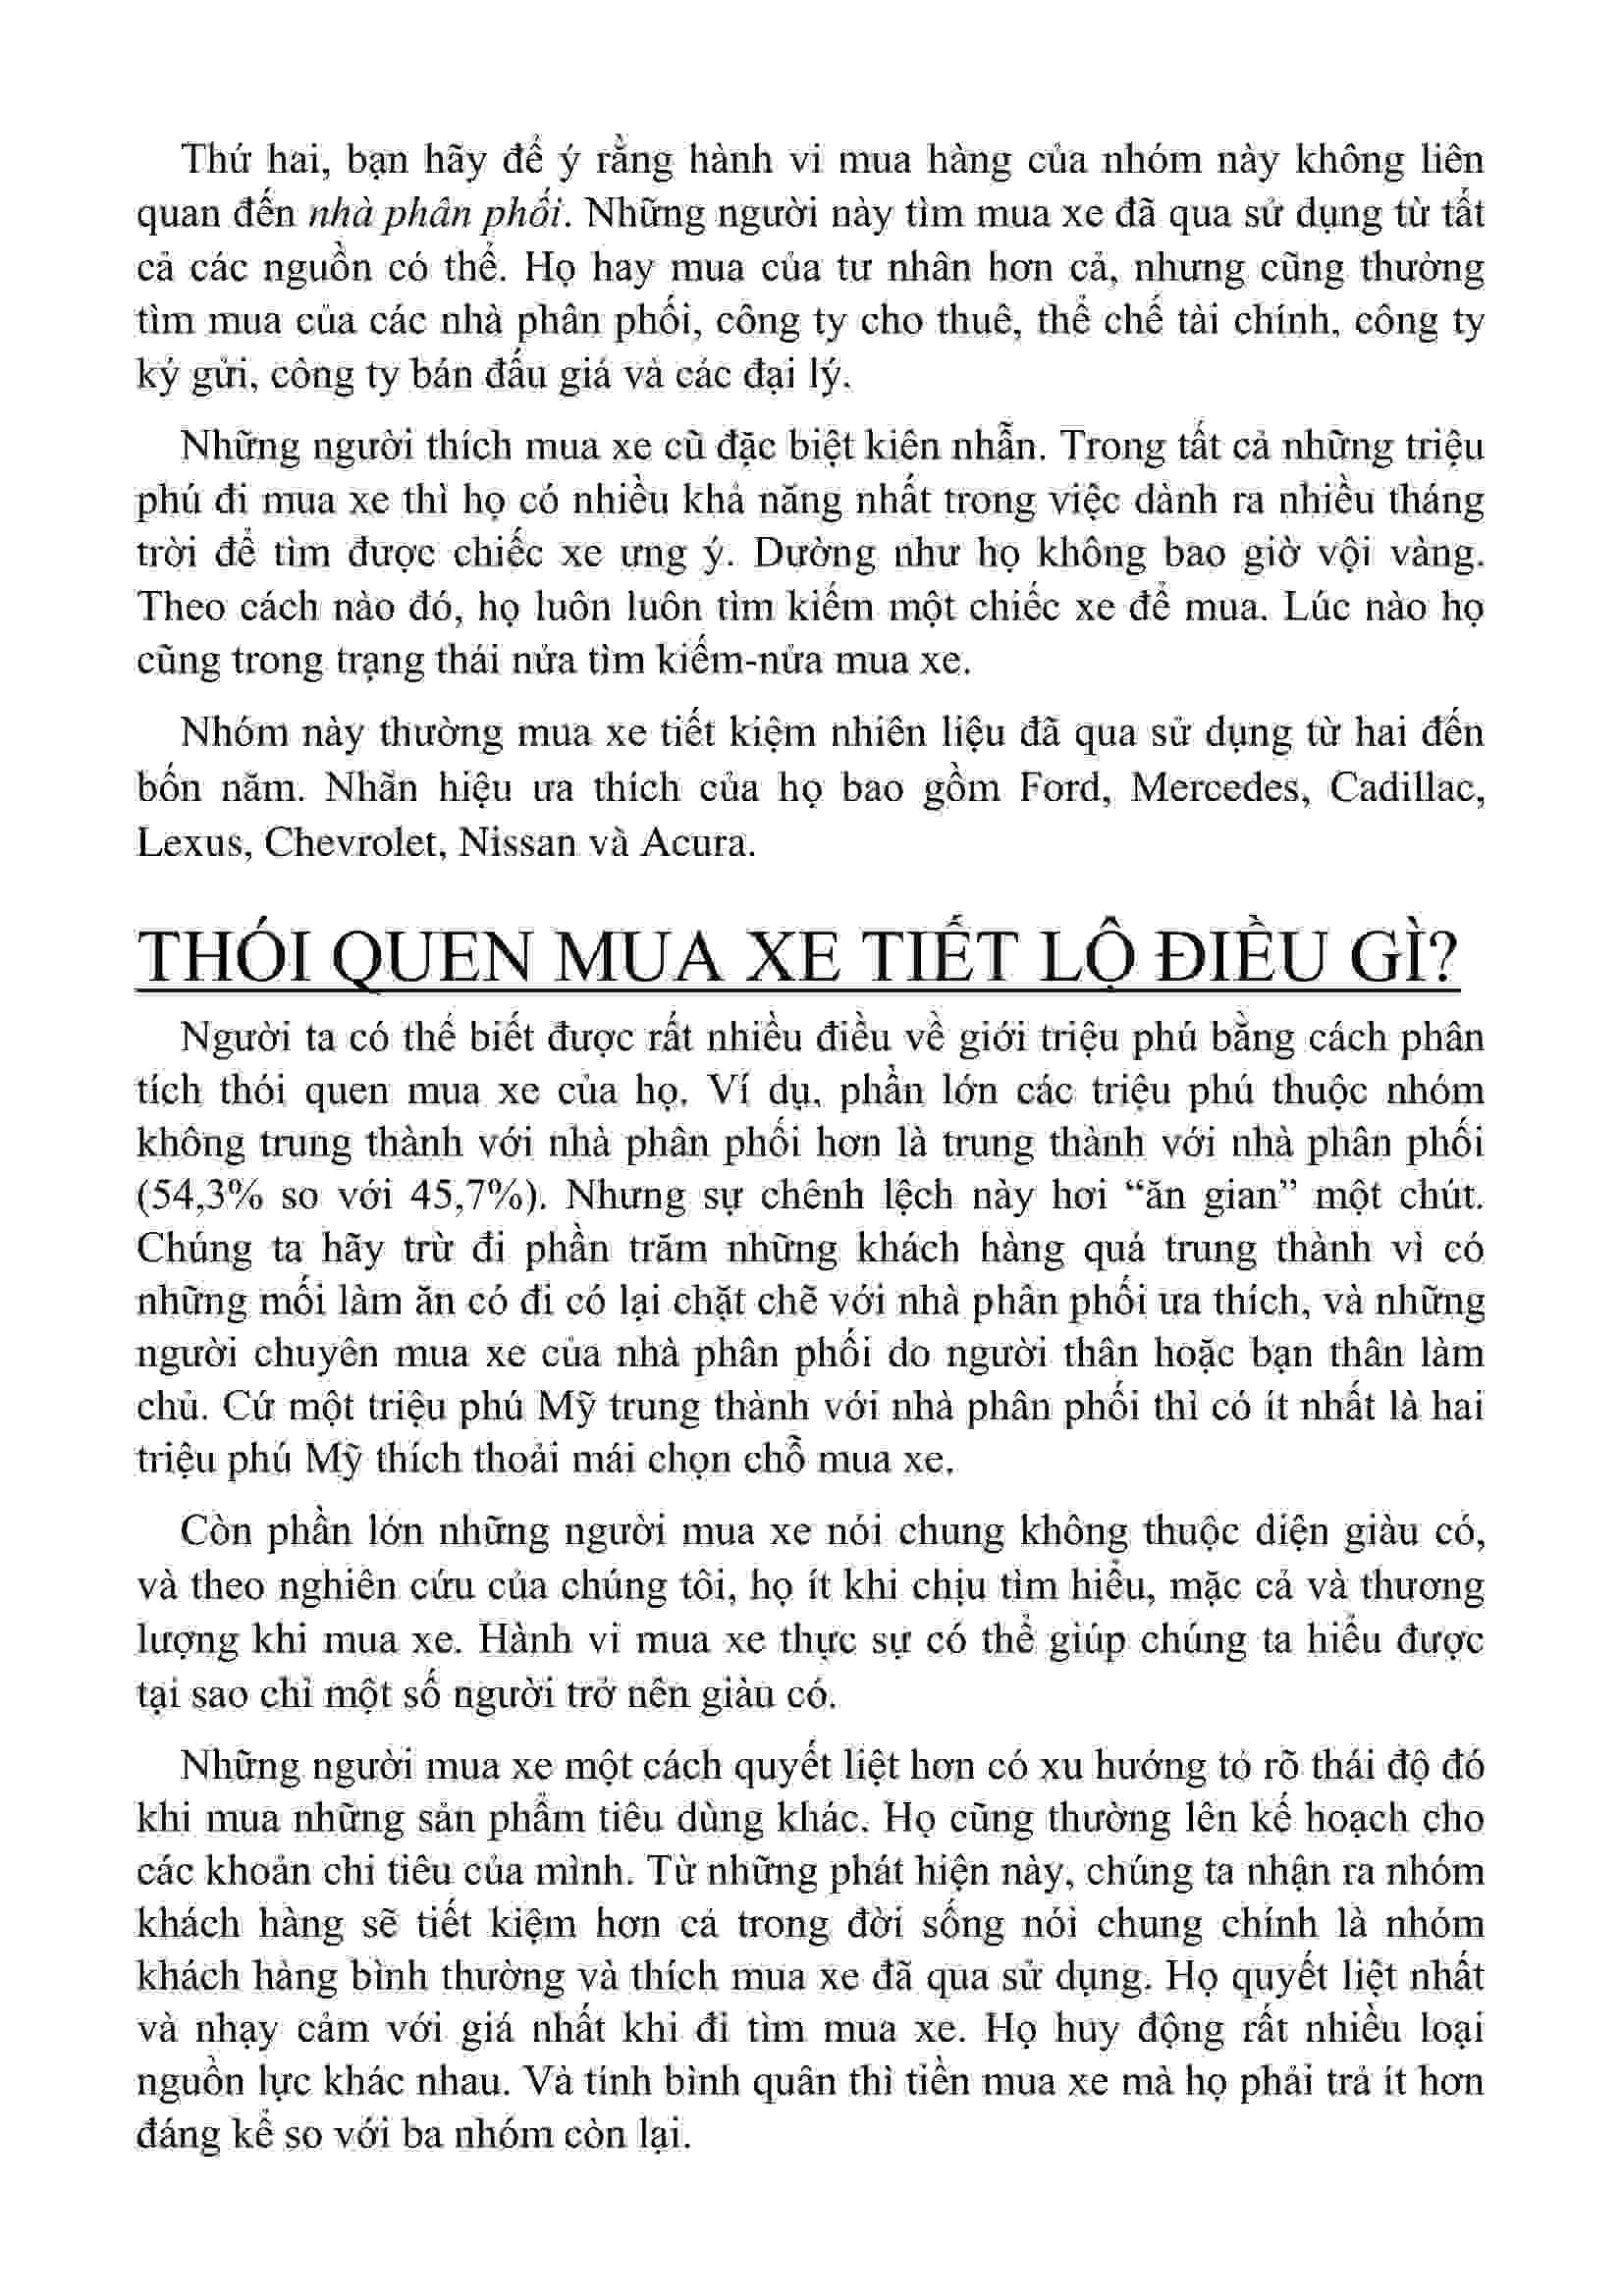 Thứ hai, bạn hãy để ý rằng hành vi mua hàng của nhóm này không liên
quan đến nhà phân phối. Những người này tìm mua xe đã qua sử dụng từ tất
cả các nguồn có thể. Họ hay mua của tư nhân hơn cả, nhưng cũng thường
tìm mua của các nhà phân phối, công ty cho thuê, thể chế tài chính, công ty
ký gửi, công ty bán đấu giá và các đại lý.
Những người thích mua xe cũ đặc biệt kiên nhẫn. Trong tất cả những triệu
phú đi mua xe thì họ có nhiều khả năng nhất trong việc dành ra nhiều tháng
trời để tìm được chiếc xe ưng ý. Dường như họ không bao giờ vội vàng.
Theo cách nào đó, họ luôn luôn tìm kiếm một chiếc xe để mua. Lúc nào họ
cũng trong trạng thái nửa tìm kiếm-nửa mua xe.
Nhóm này thường mua xe tiết kiệm nhiên liệu đã qua sử dụng từ hai đến
bốn năm. Nhãn hiệu ưa thích của họ bao gồm Ford, Mercedes, Cadillac,
Lexus, Chevrolet, Nissan và Acura.
THÓI QUEN MUA XE TIẾT LỘ ĐIỀU GÌ?
Người ta có thể biết được rất nhiều điều về giới triệu phú bằng cách phân
tích thói quen mua xe của họ. Ví dụ, phần lớn các triệu phú thuộc nhóm
không trung thành với nhà phân phối hơn là trung thành với nhà phân phối
(54,3% so với 45,7%). Nhưng sự chênh lệch này hơi “ăn gian” một chút.
Chúng ta hãy trừ đi phần trăm những khách hàng quá trung thành vì có
những mối làm ăn có đi có lại chặt chẽ với nhà phân phối ưa thích, và những
người chuyên mua xe của nhà phân phối do người thân hoặc bạn thân làm
chủ. Cứ một triệu phú Mỹ trung thành với nhà phân phối thì có ít nhất là hai
triệu phú Mỹ thích thoải mái chọn chỗ mua xe.
Còn phần lớn những người mua xe nói chung không thuộc diện giàu có,
và theo nghiên cứu của chúng tôi, họ ít khi chịu tìm hiểu, mặc cả và thương
lượng khi mua xe. Hành vi mua xe thực sự có thể giúp chúng ta hiểu được
tại sao chỉ một số người trở nên giàu có.
Những người mua xe một cách quyết liệt hơn có xu hướng tỏ rõ thái độ đó
khi mua những sản phẩm tiêu dùng khác. Họ cũng thường lên kế hoạch cho
các khoản chi tiêu của mình. Từ những phát hiện này, chúng ta nhận ra nhóm
khách hàng sẽ tiết kiệm hơn cả trong đời sống nói chung chính là nhóm
khách hàng bình thường và thích mua xe đã qua sử dụng. Họ quyết liệt nhất
và nhạy cảm với giá nhất khi đi tìm mua xe. Họ huy động rất nhiều loại
nguồn lực khác nhau. Và tính bình quân thì tiền mua xe mà họ phải trả ít hơn
đáng kể so với ba nhóm còn lại.